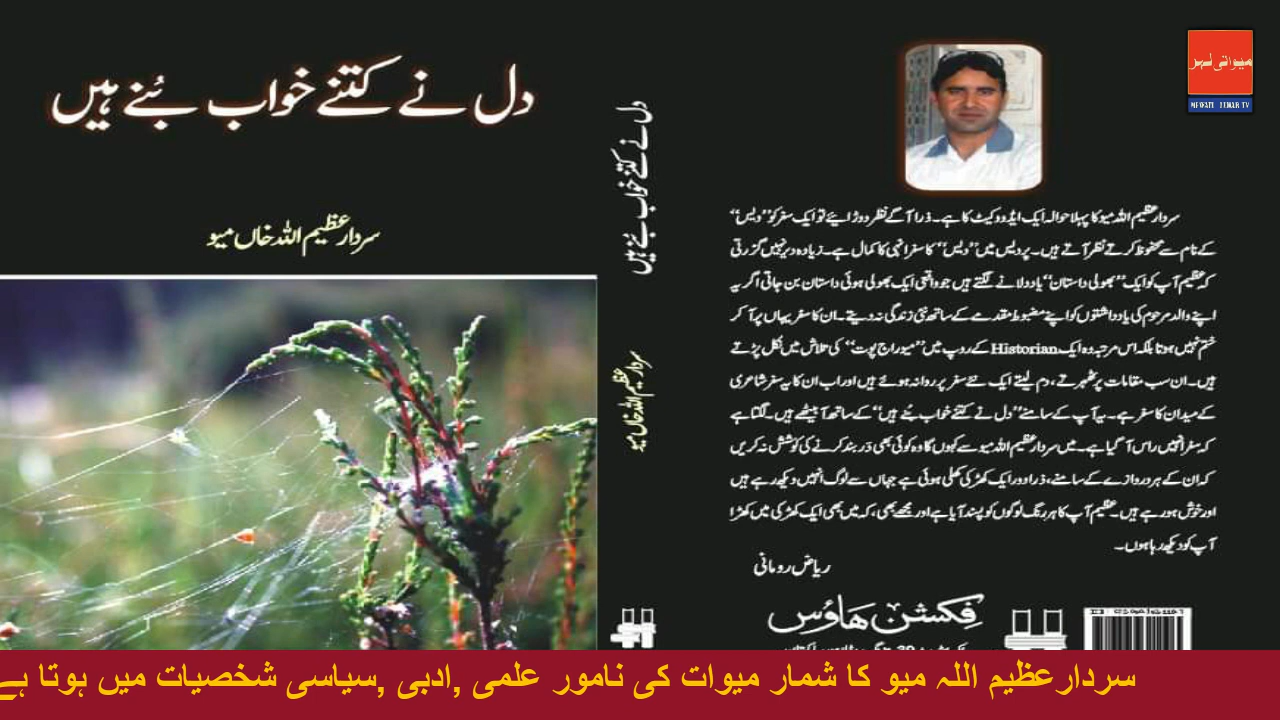 دل نے کتنے خواب بُنے ہیں
سردار عظیم اللہ خاں میو
دل نے کتنے خواب بُنے ہیں
سردار عظیم اللہ خاں میو
میواتی لہر
MEWATI LEHAR TV
سردار عظیم اللہ میو کا پہلا حوالہ ایک ایڈووکیٹ کا ہے۔ ذرا آگے نظر دوڑائیے تو ایک سفر کو ”دیس“
کے نام سے محفوظ کرتے نظر آتے ہیں۔ پردیس میں ”دیس“ کا سفر انہی کا کمال ہے۔ زیادہ دیر نہیں گزرتی
کہ عظیم آپ کو ایک ”بھولی داستان“ یاد دلانے لگتے ہیں جو واقعی ایک بھولی ہوئی داستان بن جاتی اگر یہ
اپنے والد مرحوم کی یادداشتوں کو اپنے مضبوط مقدمے کے ساتھ نئی زندگی نہ دیتے۔ ان کا سفر یہاں پر آ کر
ختم نہیں ہوتا بلکہ اس مرتبہ وہ ایک Historian کے روپ میں ”میو راج پوت“ کی تلاش میں نکل پڑتے
ہیں۔ ان سب مقامات پر ٹھہرتے، دم لیتے ایک نئے سفر پر روانہ ہوئے ہیں اور اب ان کا یہ سفر شاعری
کے میدان کا سفر ہے۔ یہ آپ کے سامنے ”دل نے کتنے خواب بُنے ہیں“ کے ساتھ آ بیٹھے ہیں۔ لگتا ہے
کہ سفر انہیں راس آ گیا ہے۔ میں سردار عظیم اللہ میو سے کہوں گا وہ کوئی بھی در بند کرنے کی کوشش نہ کریں
کہ ان کے ہر دروازے کے سامنے، ذرا دور ایک کھڑکی کھلی ہوئی ہے جہاں سے لوگ انہیں دیکھ رہے ہیں
اور خوش ہو رہے ہیں۔ عظیم آپ کا ہر رنگ لوگوں کو پسند آیا ہے اور مجھے بھی، کہ میں بھی ایک کھڑکی میں کھڑا
آپ کو دیکھ رہا ہوں۔
ریاض رومانی
فکشن ہاؤس
سردارعظیم اللہ میو کا شمار میوات کی نامور علمی ,ادبی ,سیاسی شخصیات میں ہوتا ہے